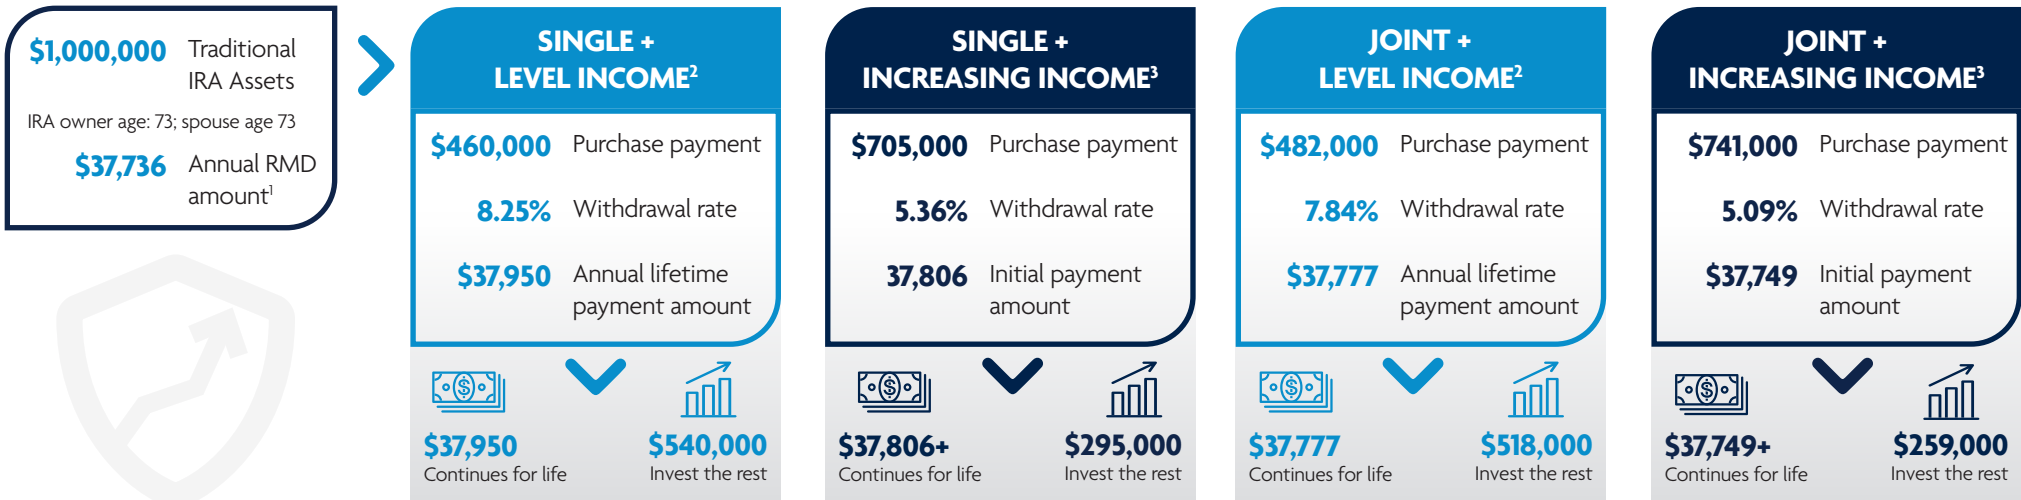 $1,000,000 Traditional
IRA Assets
IRA owner age: 73; spouse age 73
$37,736 Annual RMD
amount¹
SINGLE +
LEVEL INCOME²
$460,000 Purchase payment
8.25% Withdrawal rate
$37,950 Annual lifetime
payment amount
$37,950
Continues for life
$540,000
Invest the rest
SINGLE +
INCREASING INCOME³
$705,000 Purchase payment
5.36% Withdrawal rate
37,806 Initial payment
amount
$37,806+
Continues for life
$295,000
Invest the rest
JOINT +
LEVEL INCOME²
$482,000 Purchase payment
7.84% Withdrawal rate
$37,777 Annual lifetime
payment amount
$37,777
Continues for life
$518,000
Invest the rest
JOINT +
INCREASING INCOME³
$741,000 Purchase payment
5.09% Withdrawal rate
$37,749 Initial payment
amount
$37,749+
Continues for life
$259,000
Invest the rest